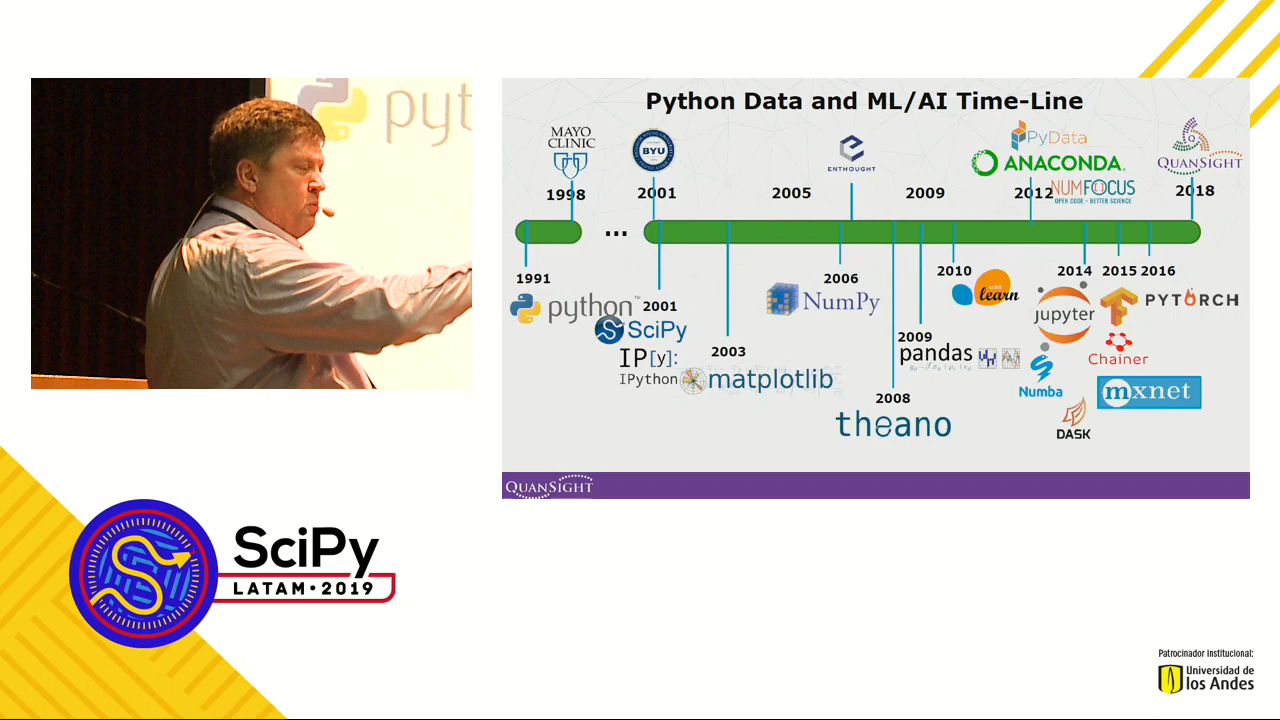 pyt
Python Data and ML/AI Time-Line
MAYO
CLINIC
BYU
ENTHOUGHT
PyData
ANACONDA.
NUMFOCUS
OPEN CODE • BETTER SCIENCE
QUANSIGHT
1998
2001
2005
2009
2012
2018
...
1991
python™
2001
SciPy
IP[y]:
IPython
2003
matplotlib
2006
NumPy
2008
theano
2009
pandas
2010
learn
2014
jupyter
Numba
DASK
2015
2016
PYTORCH
Chainer
mxnet
QUANSIGHT
SciPy
LATAM • 2019
Patrocinador Institucional:
Universidad de
los Andes